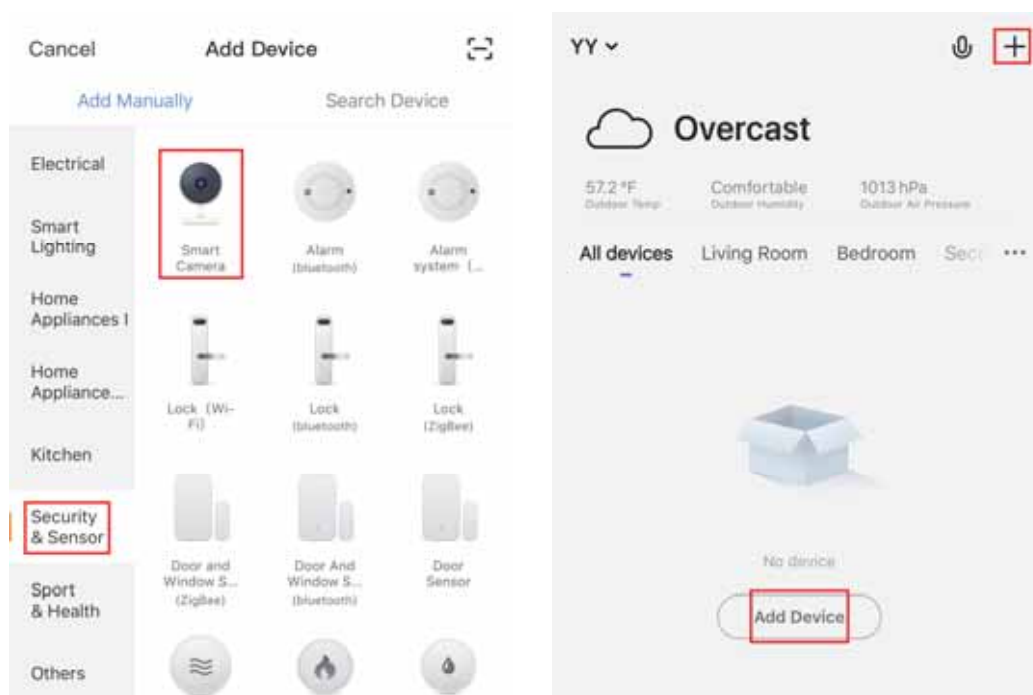 Cancel
Add Device
Add Manually
Search Device
Electrical
Smart
Lighting
Home
Appliances I
Home
Appliance...
Kitchen
Security
& Sensor
Sport
& Health
Others
Smart
Camera
Alarm
(bluetooth)
Alarm
system (...
Lock (Wi-
Fi)
Lock
(bluetooth)
Lock
(ZigBee)
Door and
Window S...
(ZigBee)
Door And
Window S...
(bluetooth)
Door
Sensor
YY
Overcast
57.2 °F
Outdoor Temp
Comfortable
Outdoor Humidity
1013 hPa
Outdoor Air Pressure
All devices
Living Room
Bedroom
Sec
...
No device
Add Device